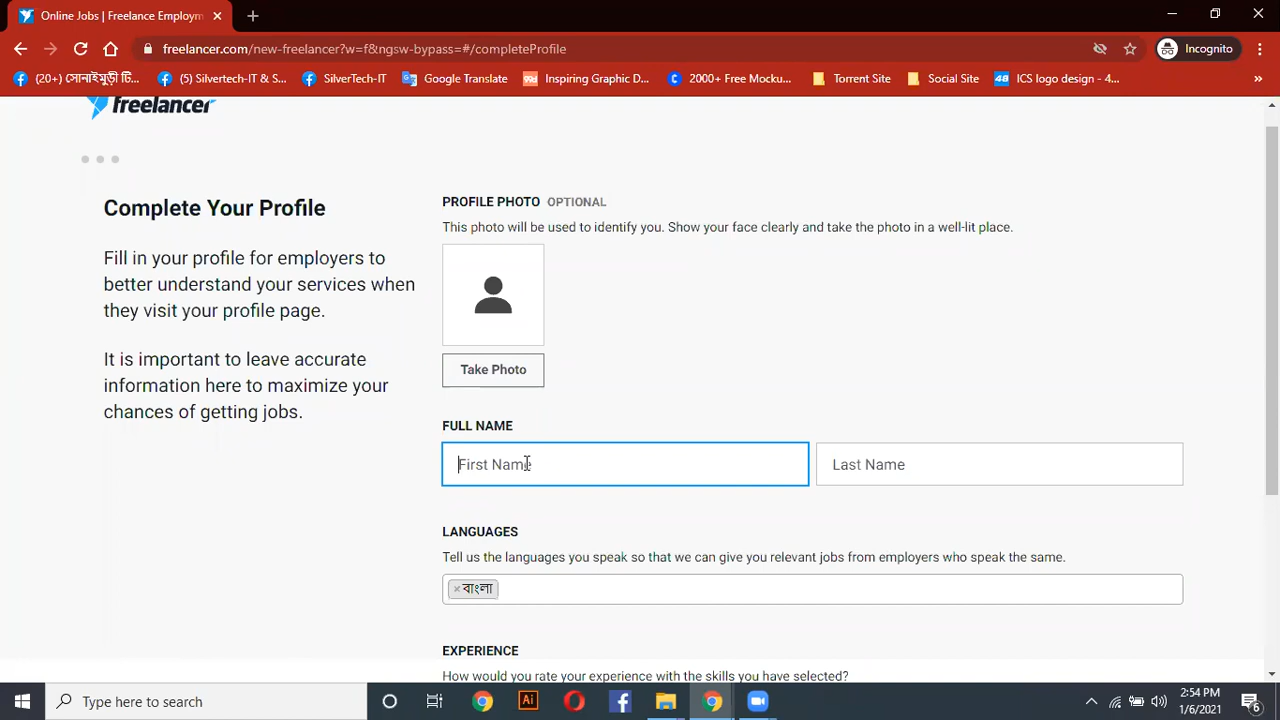 Online Jobs | Freelance Employm
freelancer.com/new-freelancer?w=f&ngsw-bypass=#/completeProfile
Incognito
(20+) সোনাইমুড়ী টি...
(5) Silvertech-IT & S...
SilverTech-IT
Google Translate
Inspiring Graphic D...
2000+ Free Mocku...
Torrent Site
Social Site
ICS logo design - 4...
freelancer
Complete Your Profile
Fill in your profile for employers to
better understand your services when
they visit your profile page.
It is important to leave accurate
information here to maximize your
chances of getting jobs.
PROFILE PHOTO OPTIONAL
This photo will be used to identify you. Show your face clearly and take the photo in a well-lit place.
Take Photo
FULL NAME
First Name
Last Name
LANGUAGES
Tell us the languages you speak so that we can give you relevant jobs from employers who speak the same.
× বাংলা
EXPERIENCE
How would you rate your experience with the skills you have selected?
Type here to search
Ai
2:54 PM
1/6/2021
6